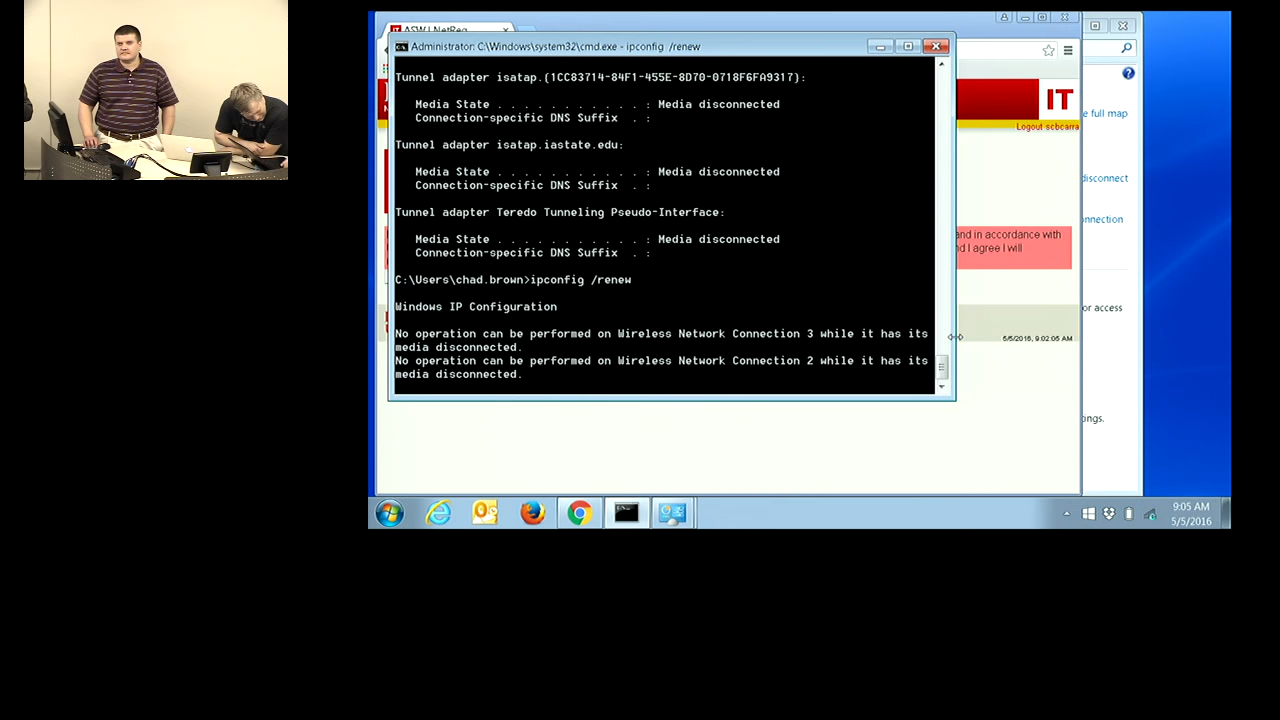 ASW | NetReg
Administrator: C:\Windows\system32\cmd.exe - ipconfig /renew
Tunnel adapter isatap.{1CC83714-84F1-455E-8D70-0718F6FA9317}:
Media State . . . . . . . . . . . : Media disconnected
Connection-specific DNS Suffix . :
Tunnel adapter isatap.iastate.edu:
Media State . . . . . . . . . . . : Media disconnected
Connection-specific DNS Suffix . :
Tunnel adapter Teredo Tunneling Pseudo-Interface:
Media State . . . . . . . . . . . : Media disconnected
Connection-specific DNS Suffix . :
C:\Users\chad.brown>ipconfig /renew
Windows IP Configuration
No operation can be performed on Wireless Network Connection 3 while it has its
media disconnected.
No operation can be performed on Wireless Network Connection 2 while it has its
media disconnected.
IT
Logout scbcarra
and in accordance with
nd I agree I will
5/5/2016, 9:02:05 AM
e full map
disconnect
nnection
or access
ings.
9:05 AM
5/5/2016